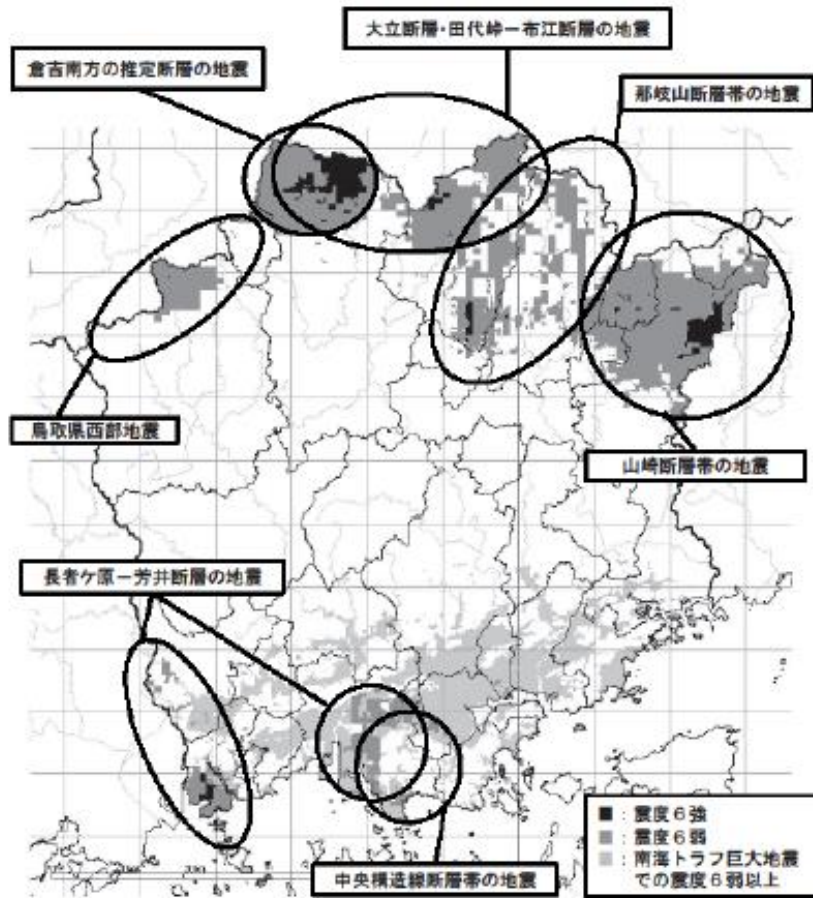 大立断層・田代峠ー布江断層の地震
倉吉南方の推定断層の地震
那岐山断層帯の地震
鳥取県西部地震
山崎断層帯の地震
長者ケ原ー芳井断層の地震
■：震度６強
■：震度６弱
■：南海トラフ巨大地震
での震度６弱以上
中央構造線断層帯の地震